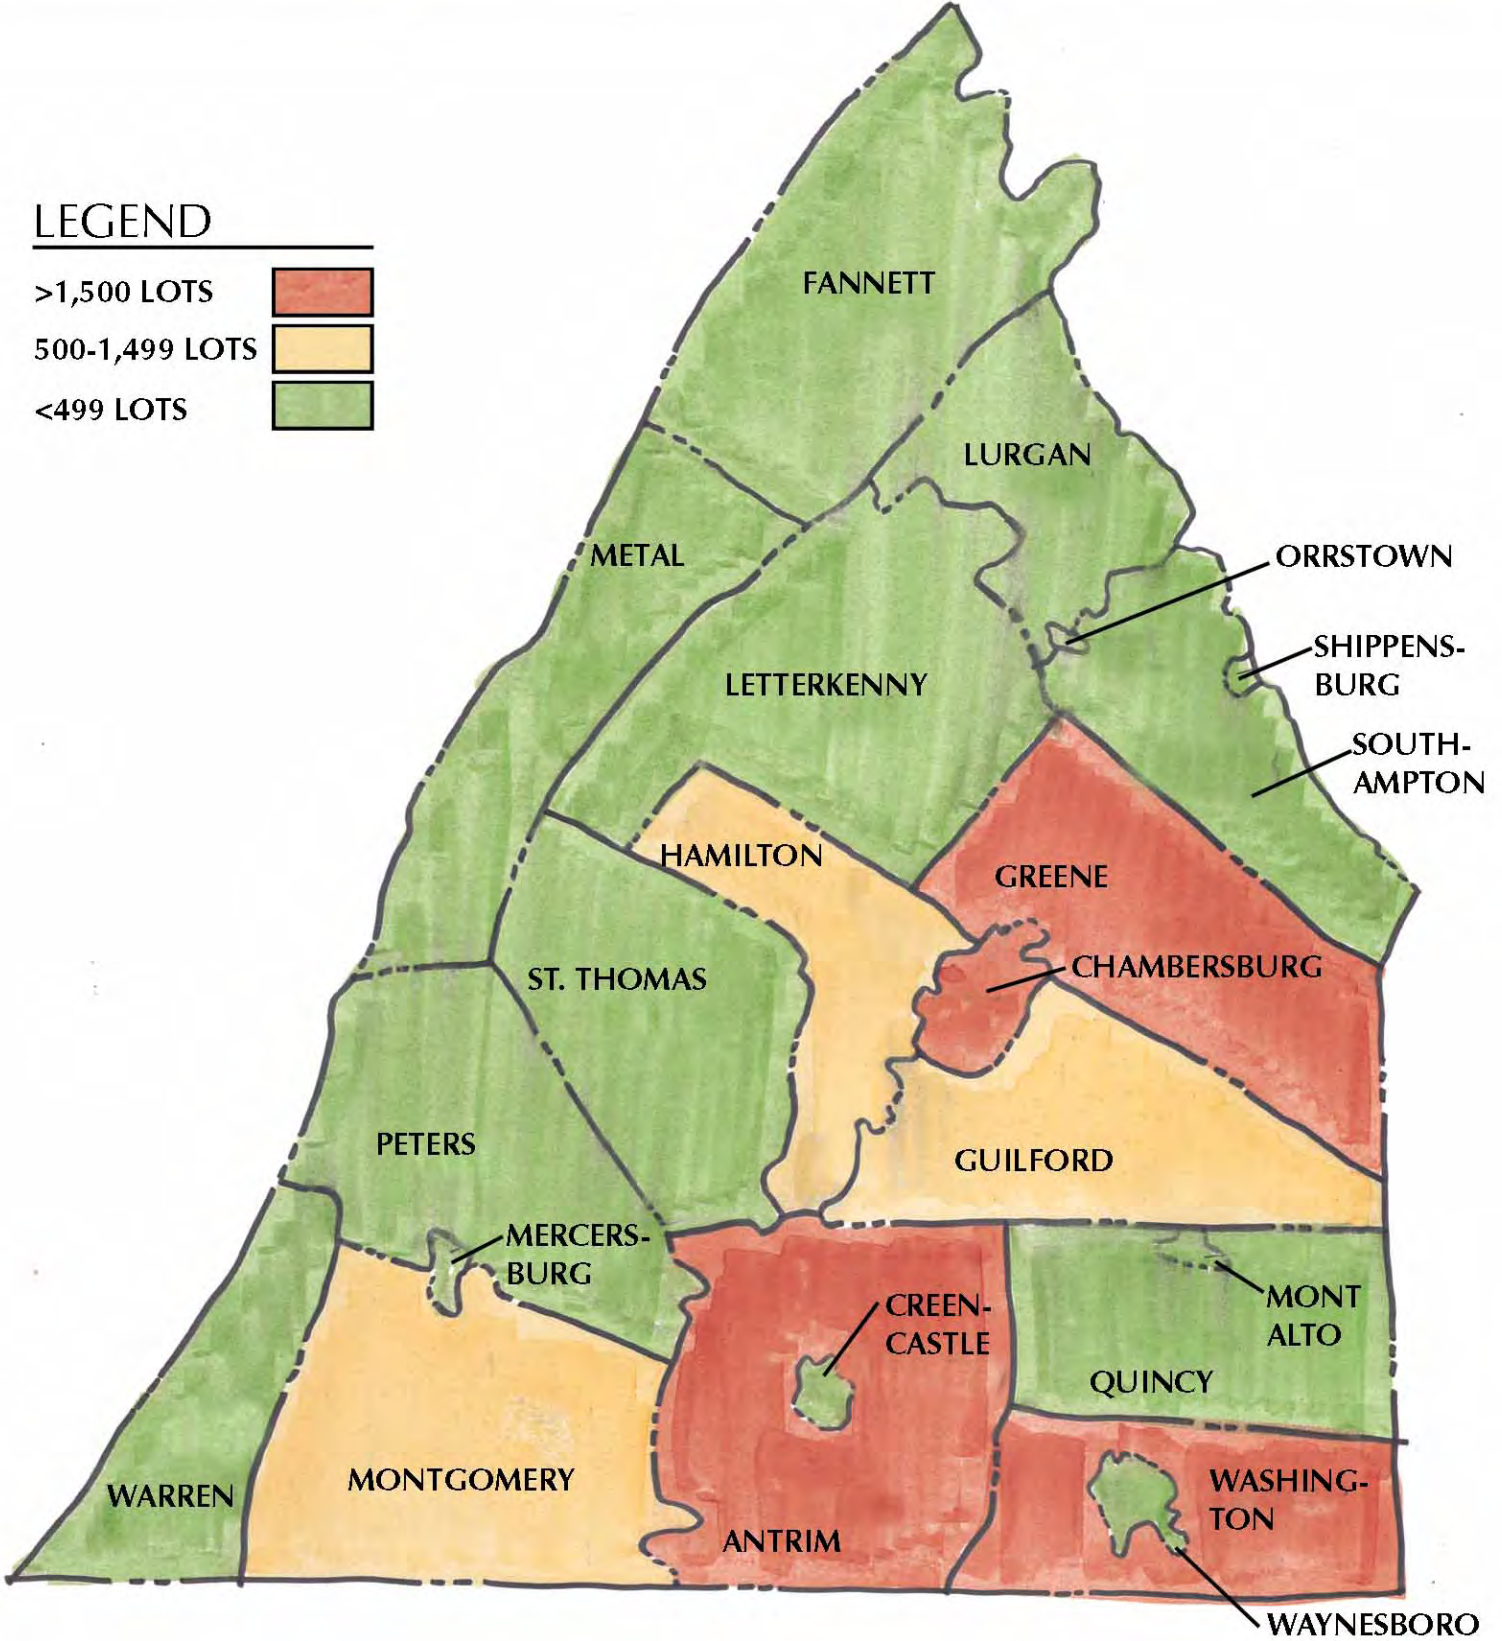 LEGEND
>1,500 LOTS
500-1,499 LOTS
<499 LOTS
FANNETT
LURGAN
METAL
ORRSTOWN
SHIPPENS-
BURG
LETTERKENNY
SOUTH-
AMPTON
HAMILTON
GREENE
ST. THOMAS
CHAMBERSBURG
PETERS
GUILFORD
MERCERS-
BURG
CREEN-
CASTLE
MONT
ALTO
QUINCY
WARREN
MONTGOMERY
ANTRIM
WASHING-
TON
WAYNESBORO